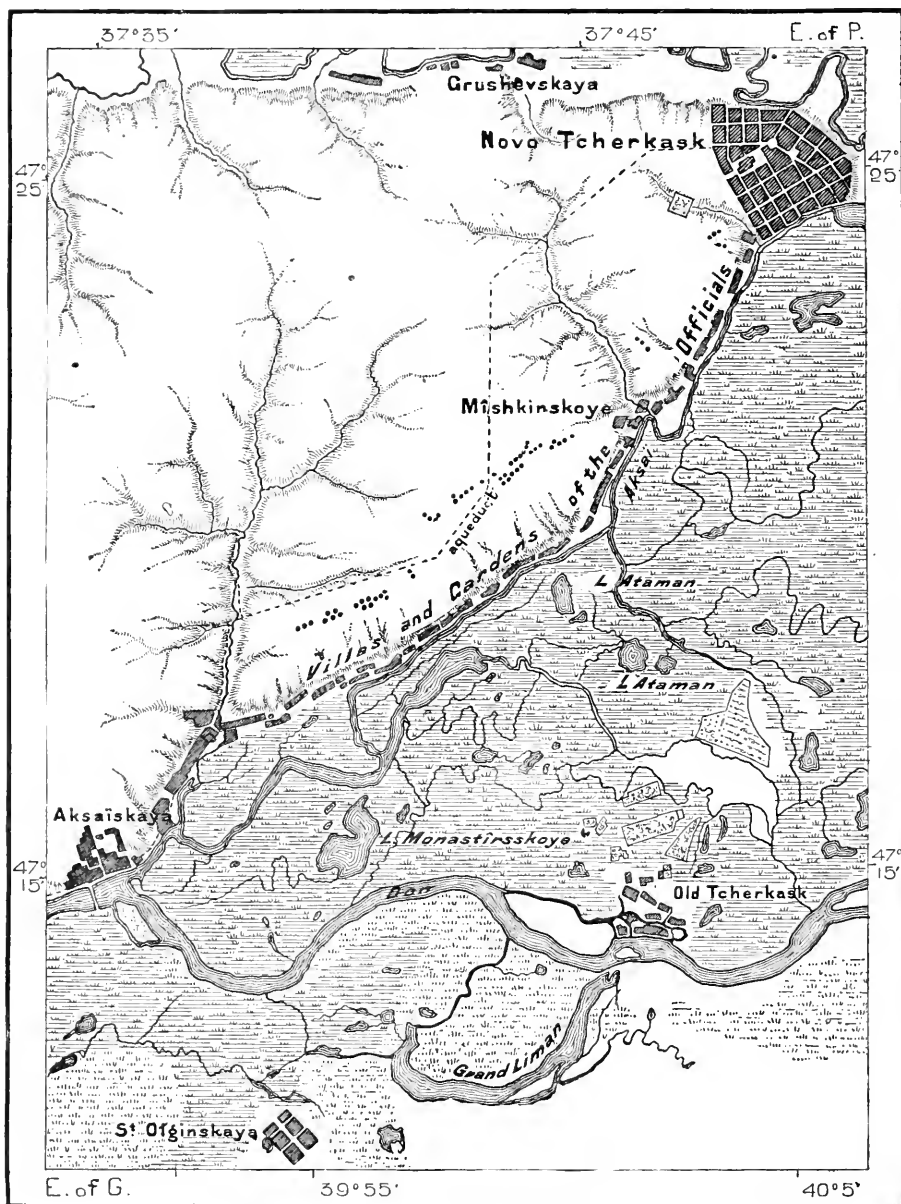 37°35′
37°45′
E. of P.
Grushevskaya
Novo Tcherkask
47°
25′
47°
25′
Villas and Gardens of the Officials
Mishkinskoye
Aksai
aqueduct
L Ataman
L Ataman
Aksaïskaya
L. Monastirsskoye
47°
15′
47°
15′
Don
Old Tcherkask
Grand Liman
St Olginskaya
E. of G.
39°55′
40°5′